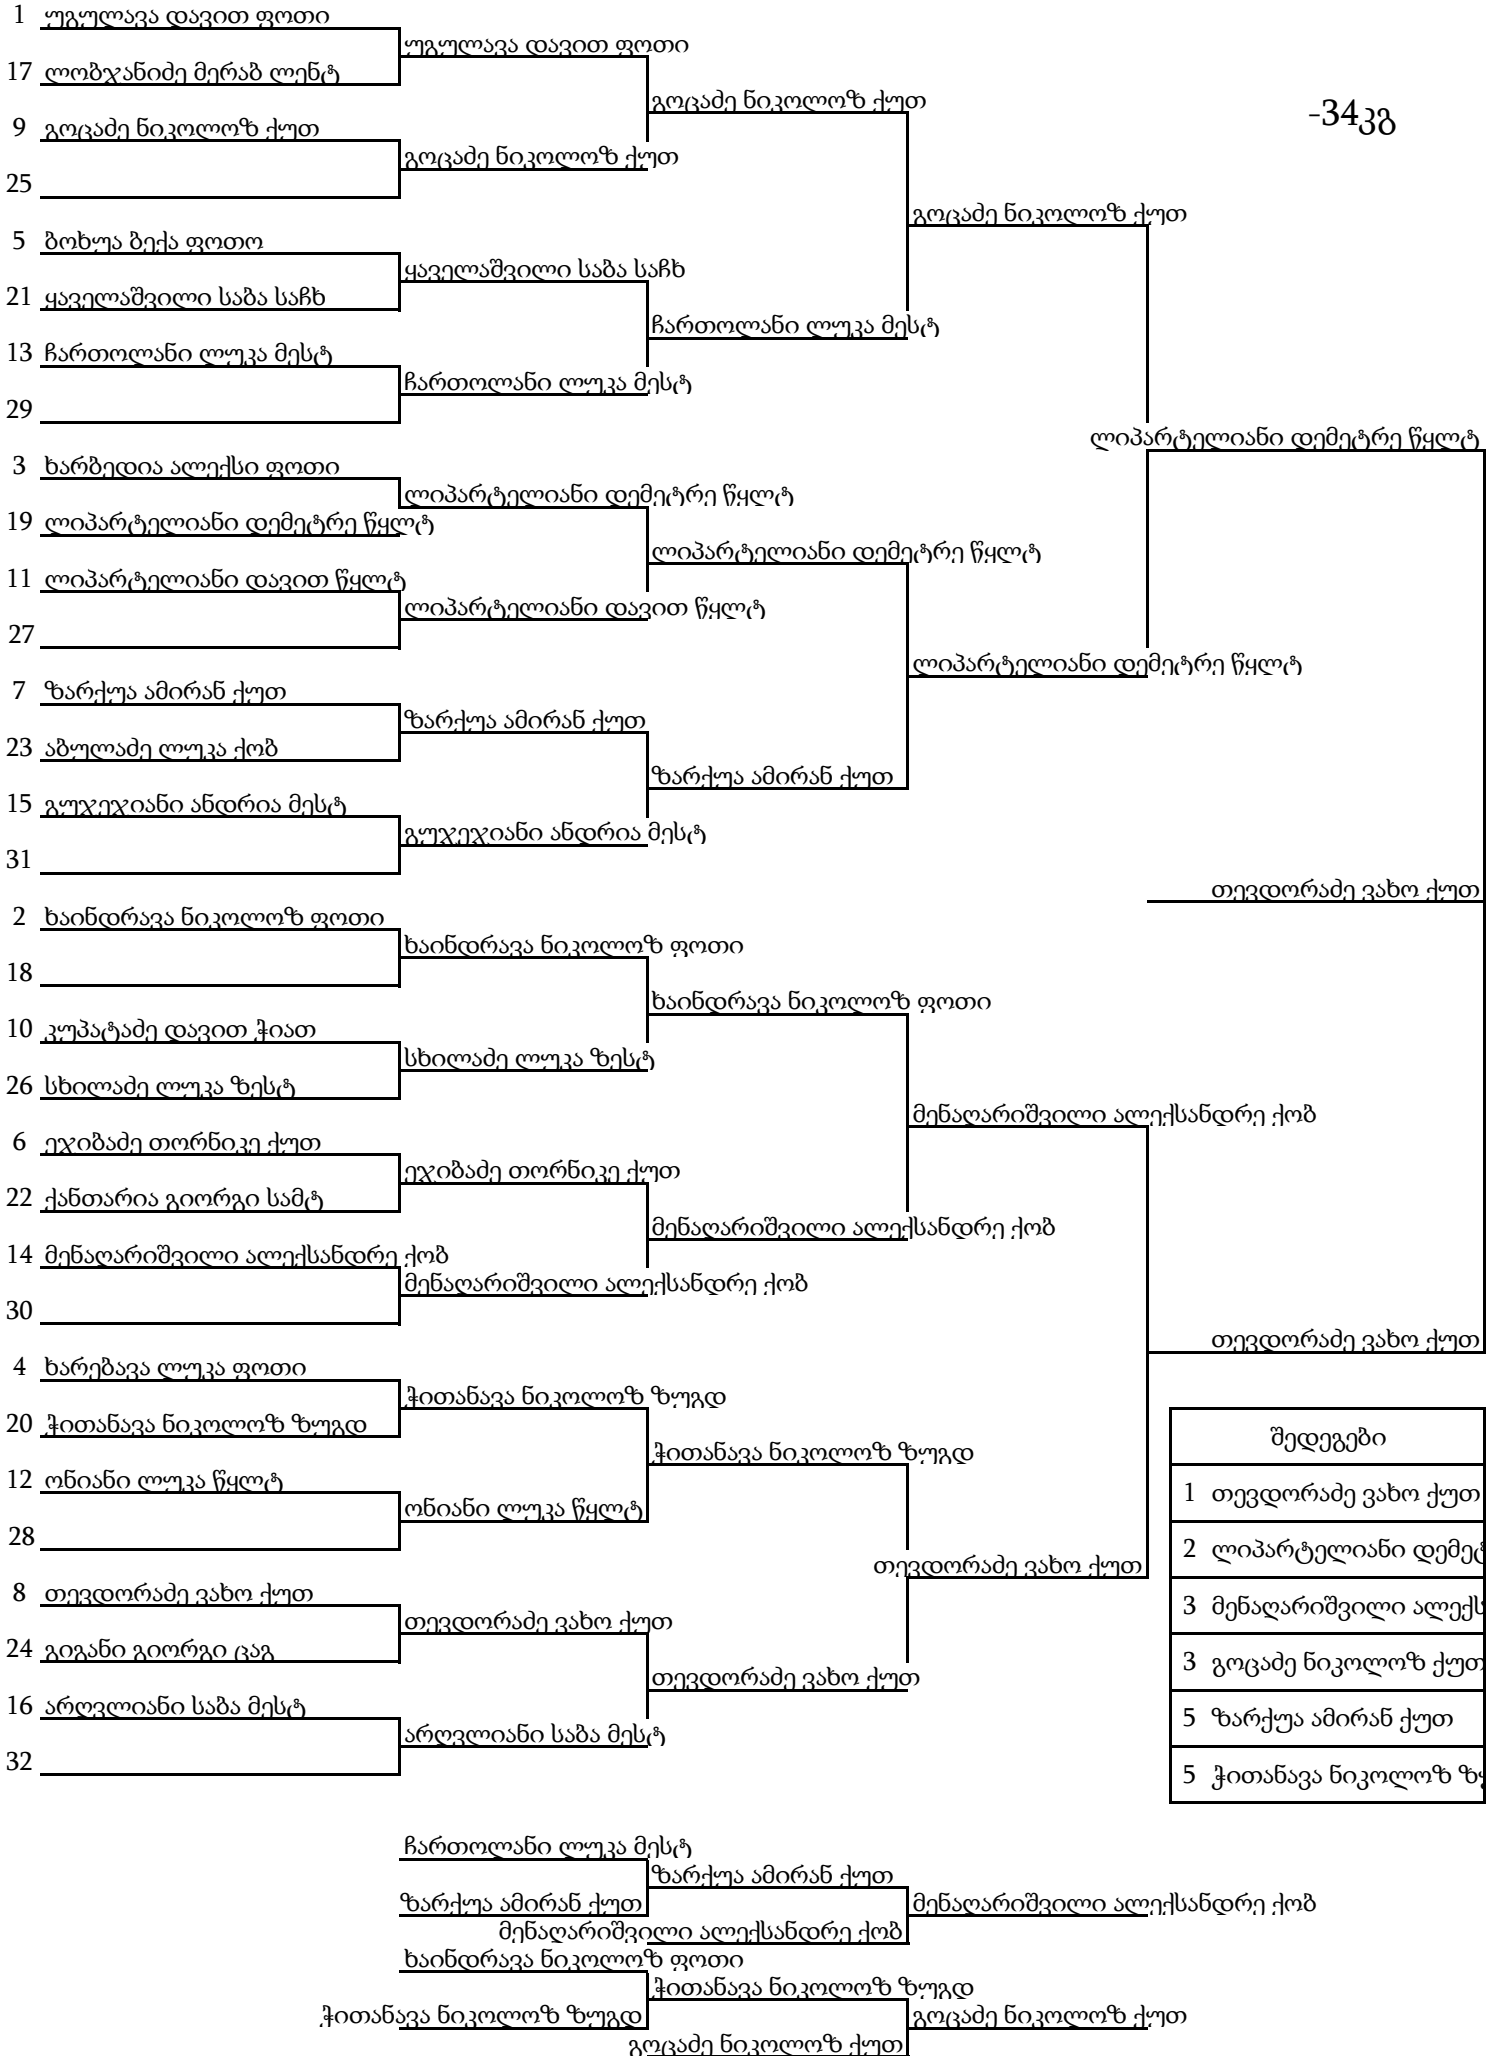 1 უგულავა დავით ფოთი
უგულავა დავით ფოთი
17 ლობჯანიძე მერაბ ლენტ
გოცაძე ნიკოლოზ ქუთ
-34კგ
9 გოცაძე ნიკოლოზ ქუთ
გოცაძე ნიკოლოზ ქუთ
25
გოცაძე ნიკოლოზ ქუთ
5 ბოხუა ბექა ფოთო
ყაველაშვილი საბა საჩხ
21 ყაველაშვილი საბა საჩხ
ჩართოლანი ლუკა მესტ
13 ჩართოლანი ლუკა მესტ
ჩართოლანი ლუკა მესტ
29
ლიპარტელიანი დემეტრე წყლტ
3 ხარბედია ალექსი ფოთი
ლიპარტელიანი დემეტრე წყლტ
19 ლიპარტელიანი დემეტრე წყლტ
ლიპარტელიანი დემეტრე წყლტ
11 ლიპარტელიანი დავით წყლტ
ლიპარტელიანი დავით წყლტ
27
ლიპარტელიანი დემეტრე წყლტ
7 ზარქუა ამირან ქუთ
ზარქუა ამირან ქუთ
23 აბულაძე ლუკა ქობ
ზარქუა ამირან ქუთ
15 გუჯეჯიანი ანდრია მესტ
გუჯეჯიანი ანდრია მესტ
31
თევდორაძე ვახო ქუთ
2 ხაინდრავა ნიკოლოზ ფოთი
ხაინდრავა ნიკოლოზ ფოთი
18
ხაინდრავა ნიკოლოზ ფოთი
10 კუპატაძე დავით ჭიათ
სხილაძე ლუკა ზესტ
26 სხილაძე ლუკა ზესტ
მენაღარიშვილი ალექსანდრე ქობ
6 ეჯიბაძე თორნიკე ქუთ
ეჯიბაძე თორნიკე ქუთ
22 ქანთარია გიორგი სამტ
მენაღარიშვილი ალექსანდრე ქობ
14 მენაღარიშვილი ალექსანდრე ქობ
მენაღარიშვილი ალექსანდრე ქობ
30
თევდორაძე ვახო ქუთ
4 ხარებავა ლუკა ფოთი
ჭითანავა ნიკოლოზ ზუგდ
20 ჭითანავა ნიკოლოზ ზუგდ
შედეგები
ჭითანავა ნიკოლოზ ზუგდ
12 ონიანი ლუკა წყლტ
1 თევდორაძე ვახო ქუთ
ონიანი ლუკა წყლტ
28
2 ლიპარტელიანი დემეტ
თევდორაძე ვახო ქუთ
8 თევდორაძე ვახო ქუთ
3 მენაღარიშვილი ალექს
თევდორაძე ვახო ქუთ
24 გიგანი გიორგი ცაგ
3 გოცაძე ნიკოლოზ ქუთ
თევდორაძე ვახო ქუთ
16 არღვლიანი საბა მესტ
5 ზარქუა ამირან ქუთ
არღვლიანი საბა მესტ
32
5 ჭითანავა ნიკოლოზ ზუ
ჩართოლანი ლუკა მესტ
ზარქუა ამირან ქუთ
ზარქუა ამირან ქუთ
მენაღარიშვილი ალექსანდრე ქობ
მენაღარიშვილი ალექსანდრე ქობ
ხაინდრავა ნიკოლოზ ფოთი
ჭითანავა ნიკოლოზ ზუგდ
ჭითანავა ნიკოლოზ ზუგდ
გოცაძე ნიკოლოზ ქუთ
გოცაძე ნიკოლოზ ქუთ